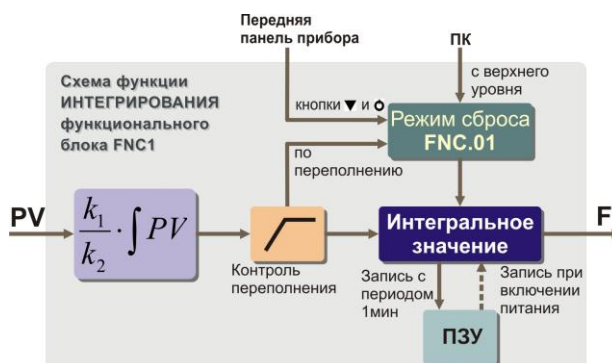 Передняя
панель прибора
ПК
Схема функции
ИНТЕГРИРОВАНИЯ
функционального
блока FNC1
с верхнего
уровня
кнопки ▼ и
Режим сброса
FNC.01
по
переполнению
PV
k₁
k₂
· ∫ PV
Интегральное
значение
F
Контроль
переполнения
Запись с
периодом
1мин
Запись при
включении
питания
ПЗУ